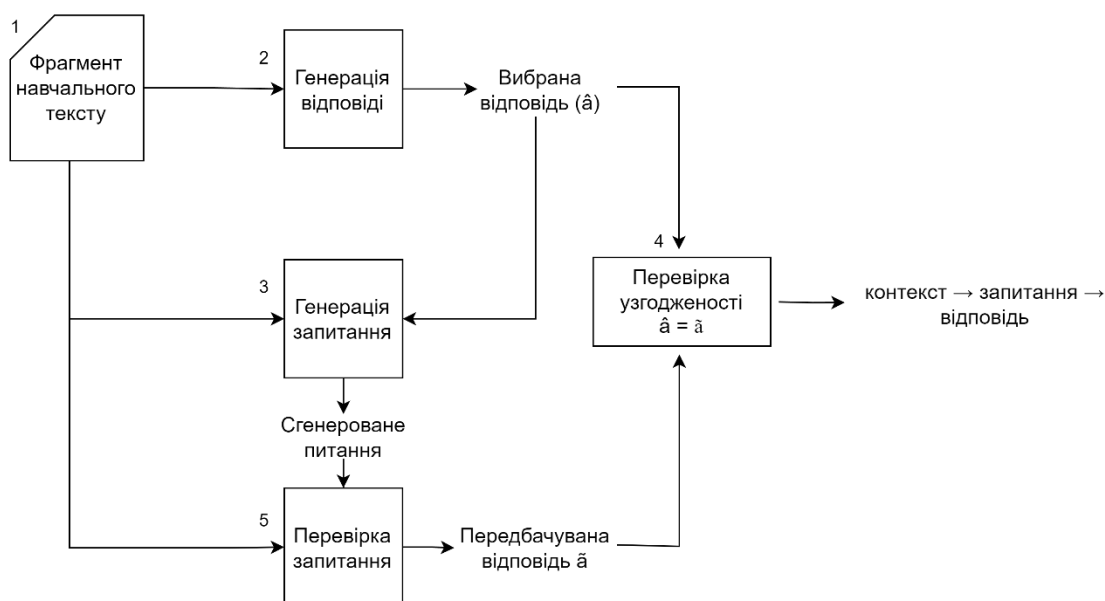 1
Фрагмент
навчального
тексту
2
Генерація
відповіді
Вибрана
відповідь (â)
3
Генерація
запитання
4
Перевірка
узгодженості
â = ã
контекст → запитання →
відповідь
Сгенероване
питання
5
Перевірка
запитання
Передбачувана
відповідь ã